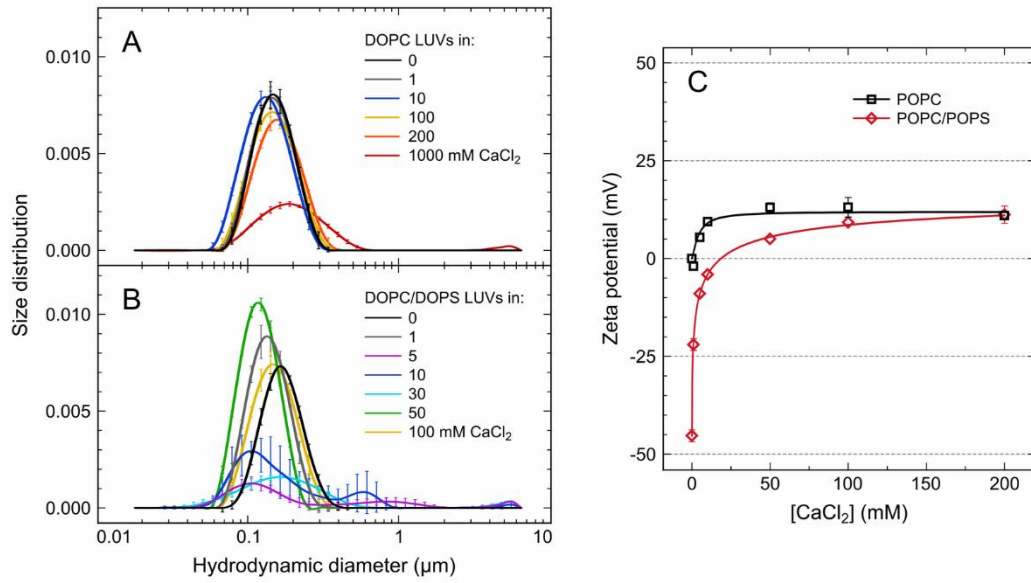 A
DOPC LUVs in:
0
1
10
100
200
1000 mM CaCl₂
0.010
0.005
0.000
B
DOPC/DOPS LUVs in:
0
1
5
10
30
50
100 mM CaCl₂
0.010
0.005
0.000
Size distribution
0.01 0.1 1 10
Hydrodynamic diameter (μm)
C
POPC
POPC/POPS
50
25
0
-25
-50
Zeta potential (mV)
0 50 100 150 200
[CaCl₂] (mM)